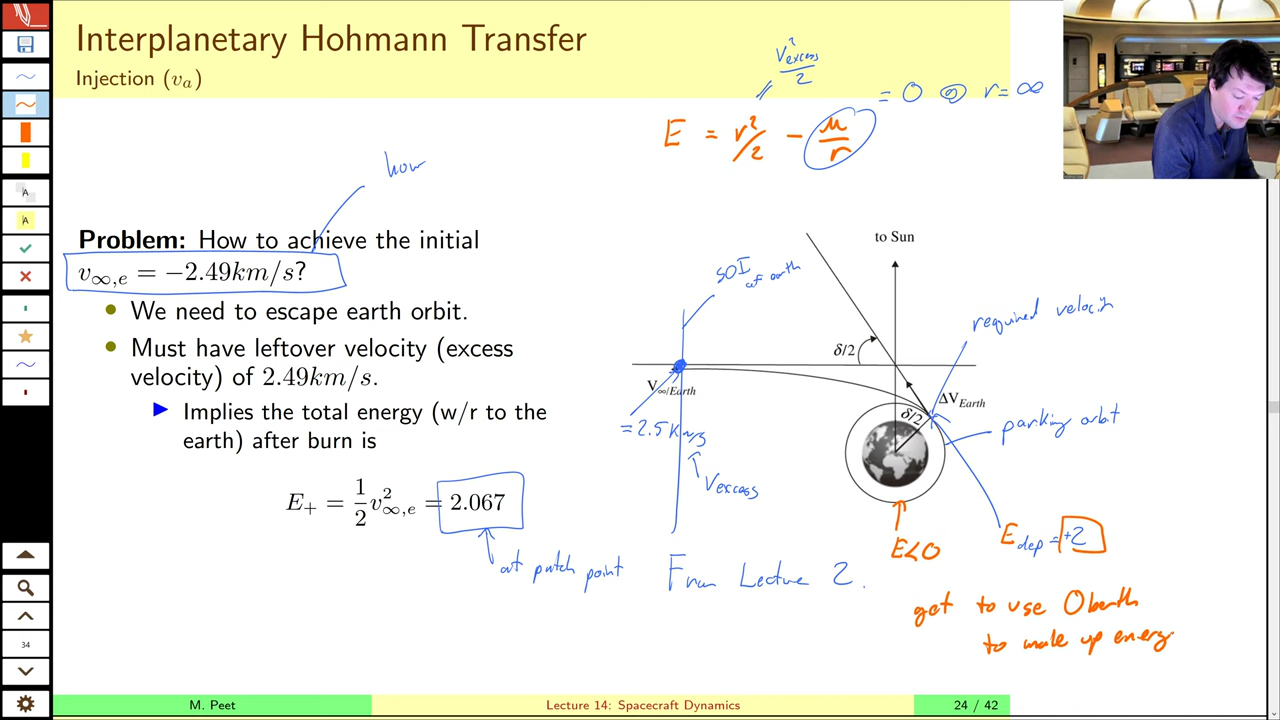 Interplanetary Hohmann Transfer
Injection (vₐ)
v²excess/2
E = v²/2 − μ/r = 0 @ r = ∞
how
Problem: How to achieve the initial
v∞,e = −2.49km/s?
We need to escape earth orbit.
Must have leftover velocity (excess
velocity) of 2.49km/s.
Implies the total energy (w/r to the
earth) after burn is
E₊ = 1/2 v²∞,e = 2.067
at patch point
From Lecture 2.
to Sun
SOI
of earth
required velocity
δ/2
V∞/Earth
ΔVEarth
δ/2
= 2.5 km/s
Vexcess
parking orbit
E<0
Edep = +2
get to use Oberth
to make up energy
A
A
34
M. Peet
Lecture 14: Spacecraft Dynamics
24 / 42